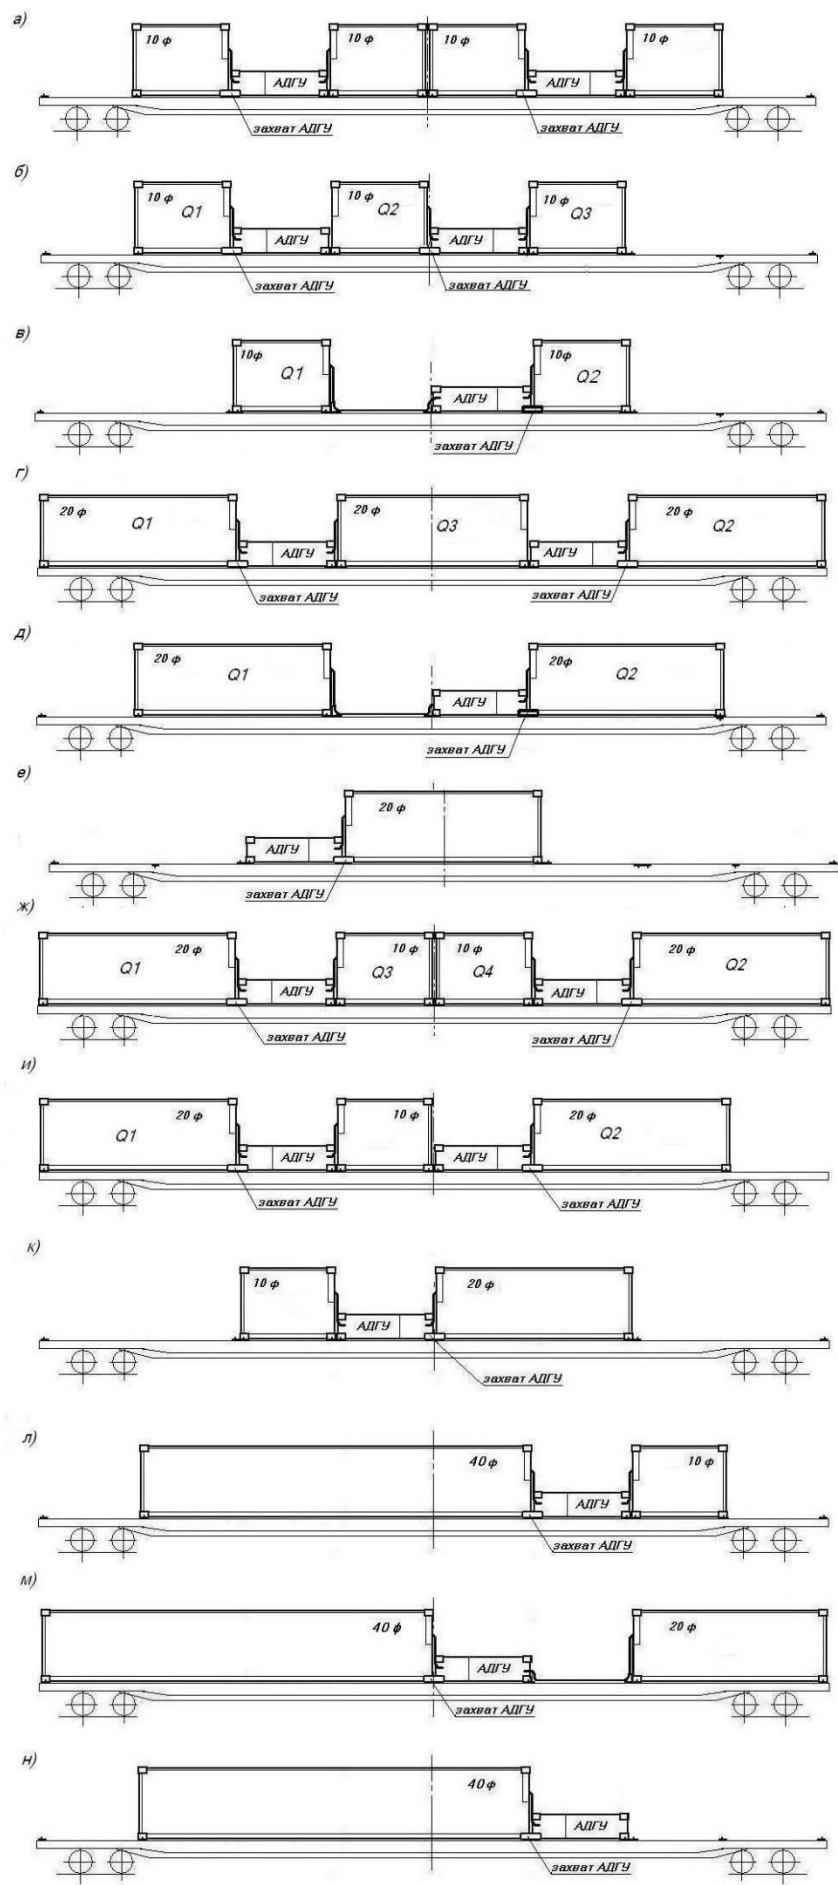 а)
10 ф АДГУ 10 ф 10 ф АДГУ 10 ф
захват АДГУ захват АДГУ
б)
10 ф Q1 АДГУ 10 ф Q2 АДГУ 10 ф Q3
захват АДГУ захват АДГУ
в)
10ф Q1 АДГУ 10ф Q2
захват АДГУ
г)
20 ф Q1 АДГУ 20 ф Q3 АДГУ 20 ф Q2
захват АДГУ захват АДГУ
д)
20 ф Q1 АДГУ 20ф Q2
захват АДГУ
е)
АДГУ 20 ф
захват АДГУ
ж)
Q1 20 ф АДГУ 10 ф Q3 10 ф Q4 АДГУ 20 ф Q2
захват АДГУ захват АДГУ
и)
Q1 20 ф АДГУ 10 ф АДГУ 20 ф Q2
захват АДГУ захват АДГУ
к)
10 ф АДГУ 20 ф
захват АДГУ
л)
40 ф АДГУ 10 ф
захват АДГУ
м)
40 ф АДГУ 20 ф
захват АДГУ
н)
40 ф АДГУ
захват АДГУ